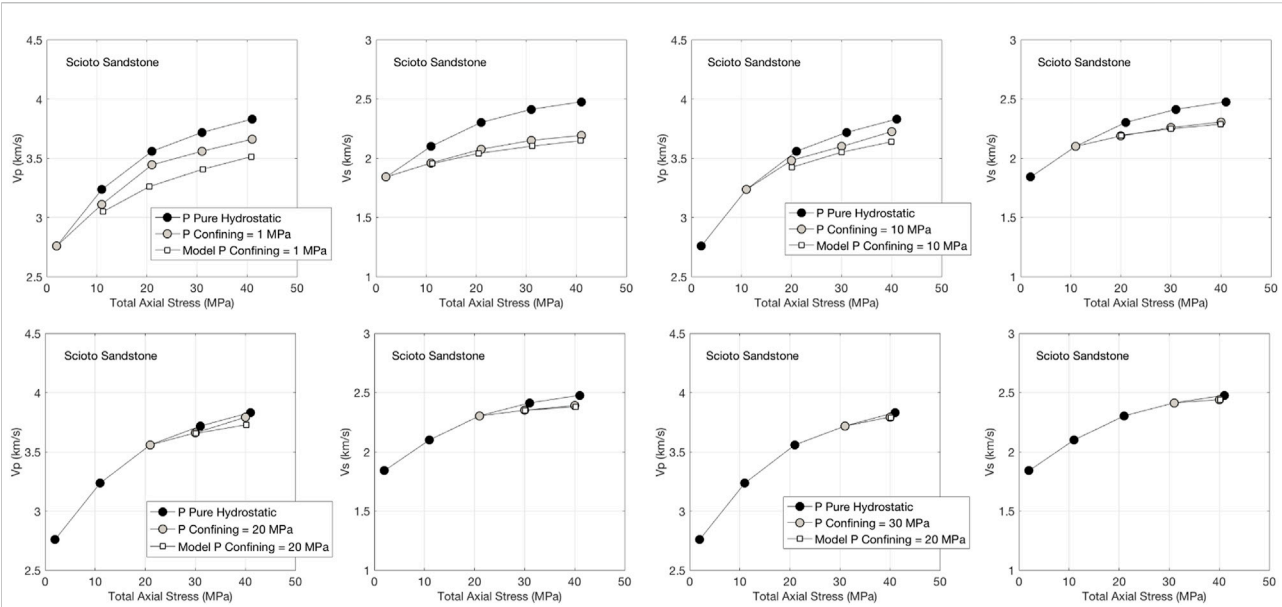 Scioto Sandstone
Vp (km/s)
4.5
4
3.5
3
2.5
0 10 20 30 40 50
Total Axial Stress (MPa)
P Pure Hydrostatic
P Confining = 1 MPa
Model P Confining = 1 MPa
Scioto Sandstone
Vs (km/s)
3
2.5
2
1.5
1
0 10 20 30 40 50
Total Axial Stress (MPa)
Scioto Sandstone
Vp (km/s)
4.5
4
3.5
3
2.5
0 10 20 30 40 50
Total Axial Stress (MPa)
P Pure Hydrostatic
P Confining = 10 MPa
Model P Confining = 10 MPa
Scioto Sandstone
Vs (km/s)
3
2.5
2
1.5
1
0 10 20 30 40 50
Total Axial Stress (MPa)
Scioto Sandstone
Vp (km/s)
4.5
4
3.5
3
2.5
0 10 20 30 40 50
Total Axial Stress (MPa)
P Pure Hydrostatic
P Confining = 20 MPa
Model P Confining = 20 MPa
Scioto Sandstone
Vs (km/s)
3
2.5
2
1.5
1
0 10 20 30 40 50
Total Axial Stress (MPa)
Scioto Sandstone
Vp (km/s)
4.5
4
3.5
3
2.5
0 10 20 30 40 50
Total Axial Stress (MPa)
P Pure Hydrostatic
P Confining = 30 MPa
Model P Confining = 20 MPa
Scioto Sandstone
Vs (km/s)
3
2.5
2
1.5
1
0 10 20 30 40 50
Total Axial Stress (MPa)